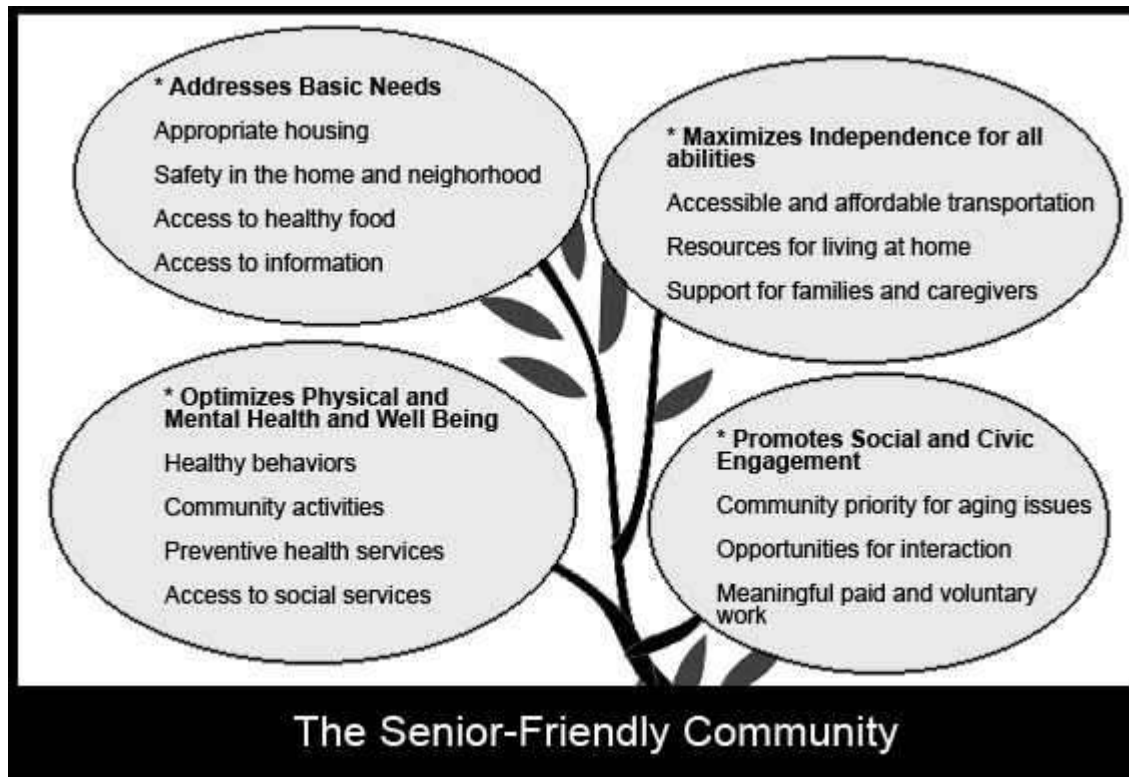 * Addresses Basic Needs
Appropriate housing
Safety in the home and neighorhood
Access to healthy food
Access to information
* Maximizes Independence for all
abilities
Accessible and affordable transportation
Resources for living at home
Support for families and caregivers
* Optimizes Physical and
Mental Health and Well Being
Healthy behaviors
Community activities
Preventive health services
Access to social services
* Promotes Social and Civic
Engagement
Community priority for aging issues
Opportunities for interaction
Meaningful paid and voluntary
work
The Senior-Friendly Community